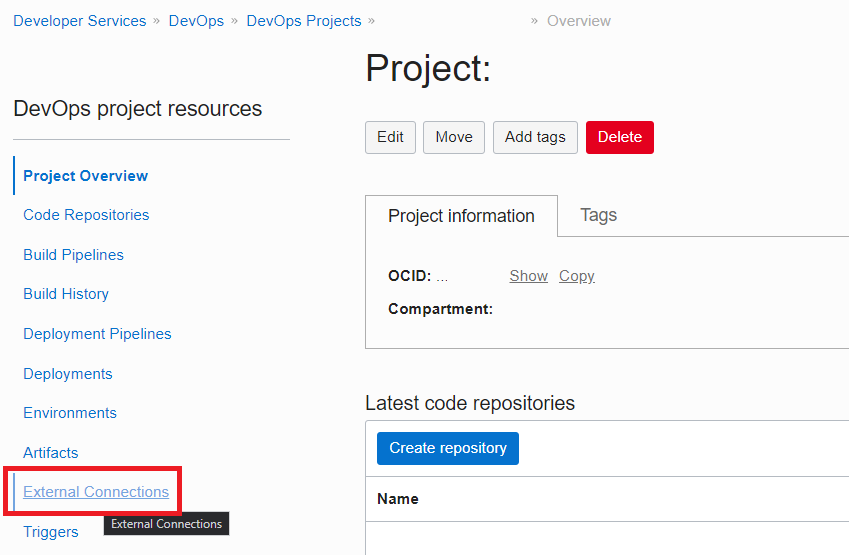 Developer Services » DevOps » DevOps Projects » » Overview
Project:
DevOps project resources
Edit Move Add tags Delete
Project Overview
Code Repositories
Build Pipelines
Build History
Deployment Pipelines
Deployments
Environments
Artifacts
External Connections
External Connections
Triggers
Project information Tags
OCID: ... Show Copy
Compartment:
Latest code repositories
Create repository
Name